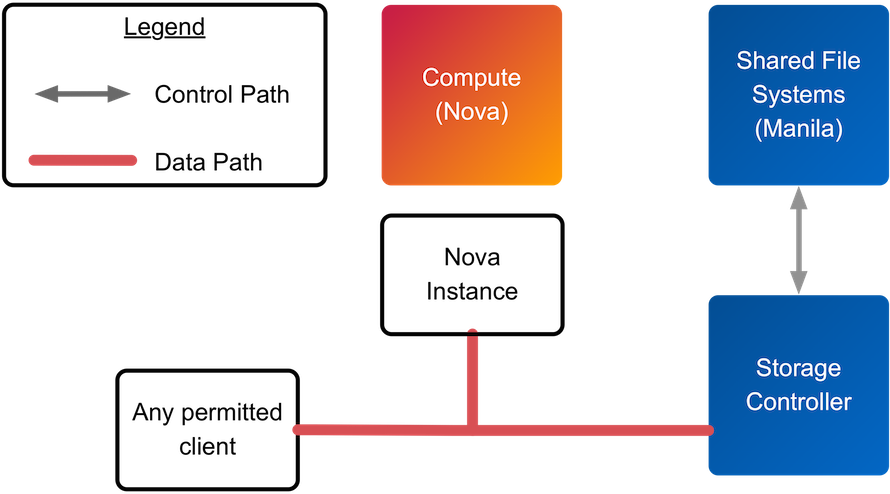 Legend
Control Path
Data Path
Compute
(Nova)
Shared File
Systems
(Manila)
Nova
Instance
Any permitted
client
Storage
Controller